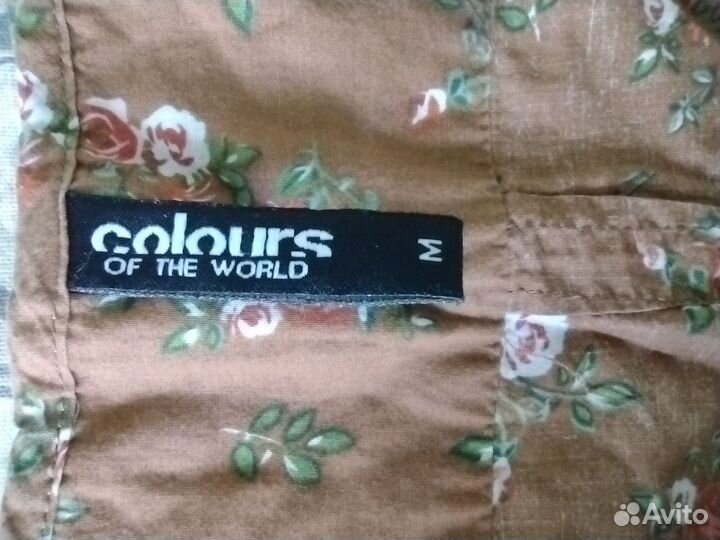 colours
OF THE WORLD
M
Avito